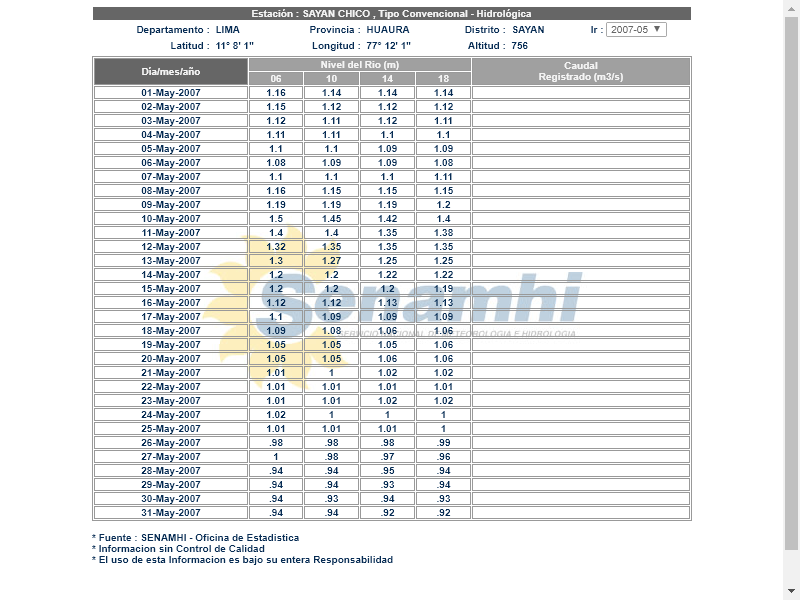 Estación : SAYAN CHICO , Tipo Convencional - Hidrológica
Departamento : LIMA Provincia : HUAURA Distrito : SAYAN Ir : 2007-05
Latitud : 11° 8' 1" Longitud : 77° 12' 1" Altitud : 756
Dia/mes/año Nivel del Rio (m) Caudal Registrado (m3/s)
06 10 14 18
01-May-2007 1.16 1.14 1.14 1.14
02-May-2007 1.15 1.12 1.12 1.12
03-May-2007 1.12 1.11 1.12 1.11
04-May-2007 1.11 1.11 1.1 1.1
05-May-2007 1.1 1.1 1.09 1.09
06-May-2007 1.08 1.09 1.09 1.08
07-May-2007 1.1 1.1 1.1 1.11
08-May-2007 1.16 1.15 1.15 1.15
09-May-2007 1.19 1.19 1.19 1.2
10-May-2007 1.5 1.45 1.42 1.4
11-May-2007 1.4 1.4 1.35 1.38
12-May-2007 1.32 1.35 1.35 1.35
13-May-2007 1.3 1.27 1.25 1.25
14-May-2007 1.2 1.2 1.22 1.22
15-May-2007 1.2 1.2 1.2 1.19
16-May-2007 1.12 1.12 1.13 1.13
17-May-2007 1.1 1.09 1.09 1.09
18-May-2007 1.09 1.08 1.06 1.06
19-May-2007 1.05 1.05 1.05 1.06
20-May-2007 1.05 1.05 1.06 1.06
21-May-2007 1.01 1 1.02 1.02
22-May-2007 1.01 1.01 1.01 1.01
23-May-2007 1.01 1.01 1.02 1.02
24-May-2007 1.02 1 1 1
25-May-2007 1.01 1.01 1.01 1
26-May-2007 .98 .98 .98 .99
27-May-2007 1 .98 .97 .96
28-May-2007 .94 .94 .95 .94
29-May-2007 .94 .94 .93 .94
30-May-2007 .94 .93 .94 .93
31-May-2007 .94 .94 .92 .92
Senamhi
SERVICIO NACIONAL DE METEOROLOGIA E HIDROLOGIA
* Fuente : SENAMHI - Oficina de Estadistica
* Informacion sin Control de Calidad
* El uso de esta Informacion es bajo su entera Responsabilidad